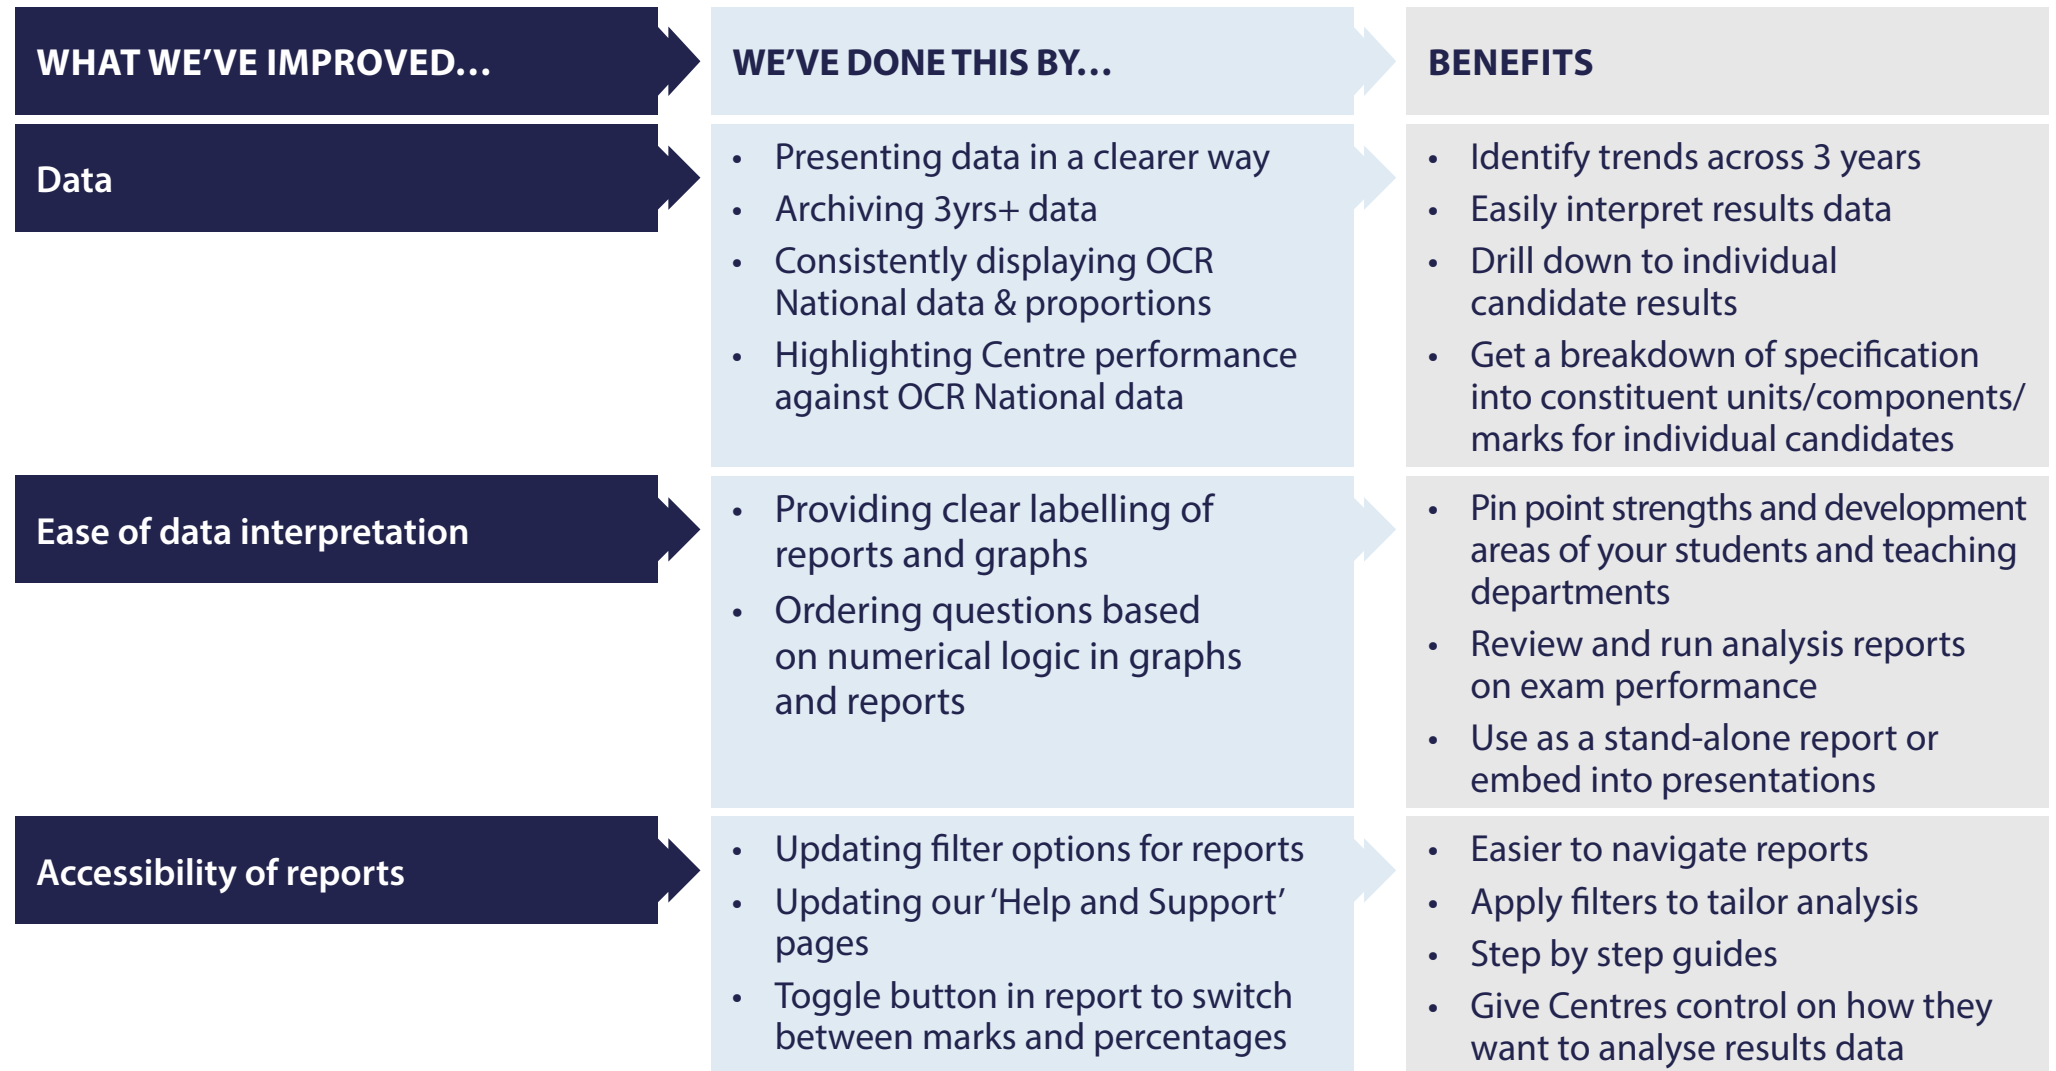 WHAT WE’VE IMPROVED…
WE’VE DONE THIS BY…
BENEFITS
Data
• Presenting data in a clearer way
• Archiving 3yrs+ data
• Consistently displaying OCR
National data & proportions
• Highlighting Centre performance
against OCR National data
• Identify trends across 3 years
• Easily interpret results data
• Drill down to individual
candidate results
• Get a breakdown of specification
into constituent units/components/
marks for individual candidates
Ease of data interpretation
• Providing clear labelling of
reports and graphs
• Ordering questions based
on numerical logic in graphs
and reports
• Pin point strengths and development
areas of your students and teaching
departments
• Review and run analysis reports
on exam performance
• Use as a stand-alone report or
embed into presentations
Accessibility of reports
• Updating filter options for reports
• Updating our ‘Help and Support’
pages
• Toggle button in report to switch
between marks and percentages
• Easier to navigate reports
• Apply filters to tailor analysis
• Step by step guides
• Give Centres control on how they
want to analyse results data